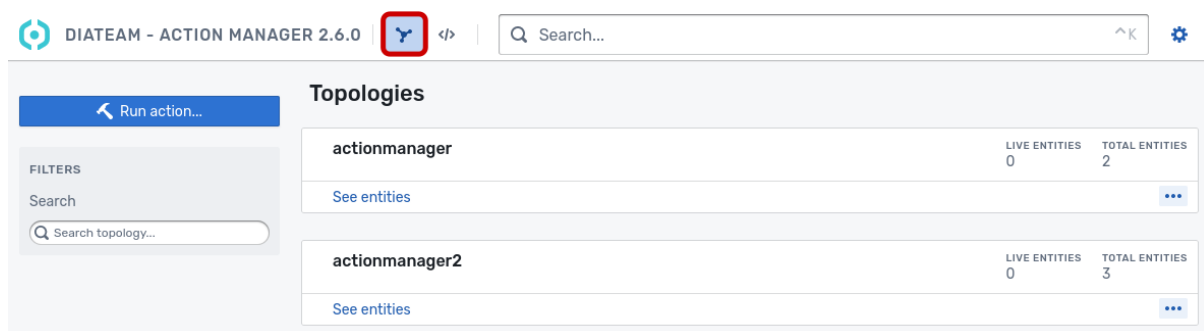 DIATEAM - ACTION MANAGER 2.6.0
</>
Search...
^K
Run action...
FILTERS
Search
Search topology...
Topologies
actionmanager
LIVE ENTITIES TOTAL ENTITIES
0 2
See entities
actionmanager2
LIVE ENTITIES TOTAL ENTITIES
0 3
See entities